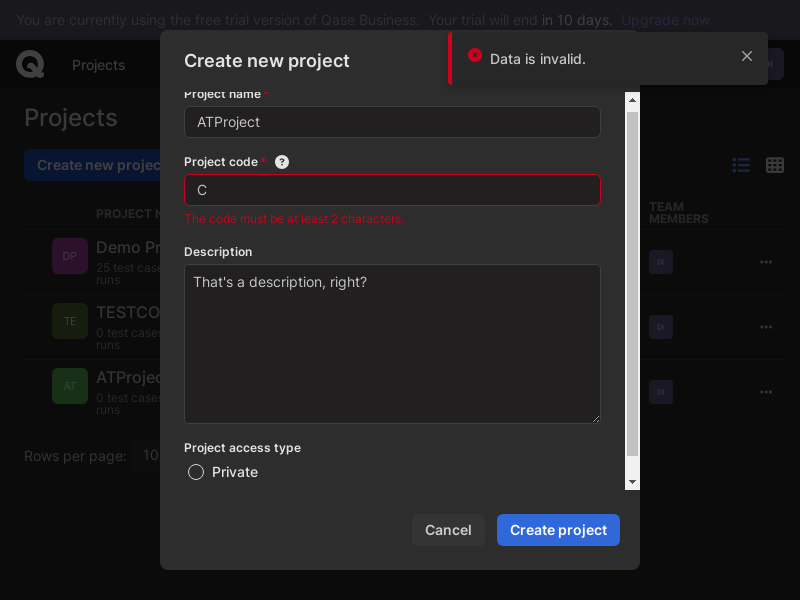 You are currently using the free trial version of Qase Business. Your trial will end in 10 days. Upgrade now
Projects
Projects
Create new project
PROJECT N
TEAM
MEMBERS
DP
Demo Pr
25 test case
runs
DI
TE
TESTCO
0 test cases
runs
DI
AT
ATProjec
0 test cases
runs
DI
Rows per page: 10
Create new project
Data is invalid.
Project name *
ATProject
Project code * ?
C
The code must be at least 2 characters.
Description
That's a description, right?
Project access type
Private
Cancel
Create project